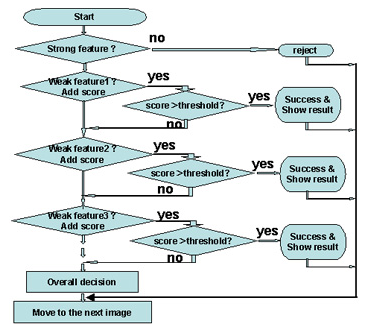 Start
no
Strong feature ?
reject
Weak feature1 ?
Add score
yes
score >threshold?
yes
Success &
Show result
no
Weak feature2 ?
Add score
yes
score >threshold?
yes
Success &
Show result
no
Weak feature3 ?
Add score
yes
score >threshold?
yes
Success &
Show result
no
Overall decision
Move to the next image